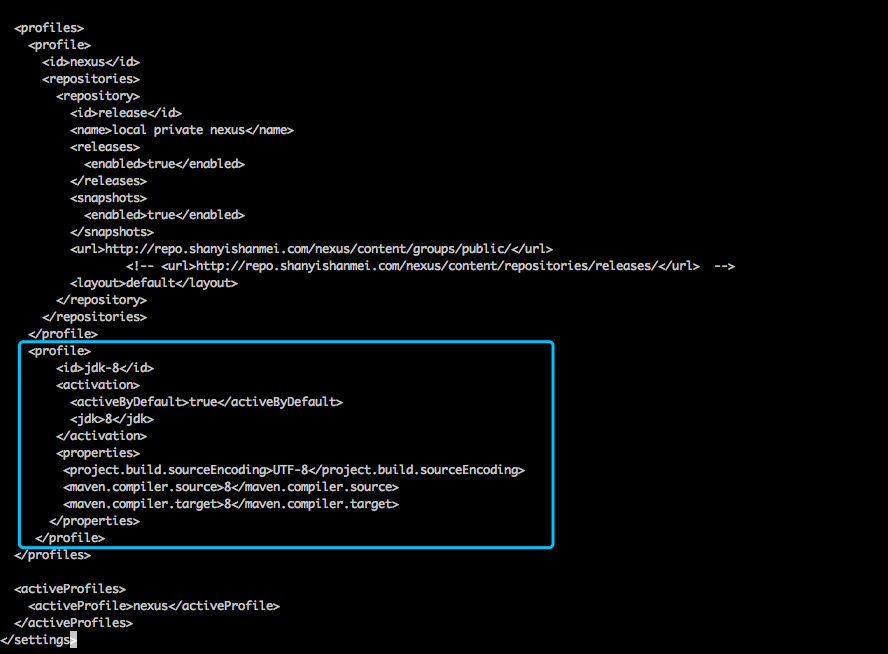 <profiles>
<profile>
<id>nexus</id>
<repositories>
<repository>
<id>release</id>
<name>local private nexus</name>
<releases>
<enabled>true</enabled>
</releases>
<snapshots>
<enabled>true</enabled>
</snapshots>
<url>http://repo.shanyishanmei.com/nexus/content/groups/public/</url>
<!-- <url>http://repo.shanyishanmei.com/nexus/content/repositories/releases/</url>  -->
<layout>default</layout>
</repository>
</repositories>
</profile>
<profile>
<id>jdk-8</id>
<activation>
<activeByDefault>true</activeByDefault>
<jdk>8</jdk>
</activation>
<properties>
<project.build.sourceEncoding>UTF-8</project.build.sourceEncoding>
<maven.compiler.source>8</maven.compiler.source>
<maven.compiler.target>8</maven.compiler.target>
</properties>
</profile>
</profiles>
<activeProfiles>
<activeProfile>nexus</activeProfile>
</activeProfiles>
</settings>